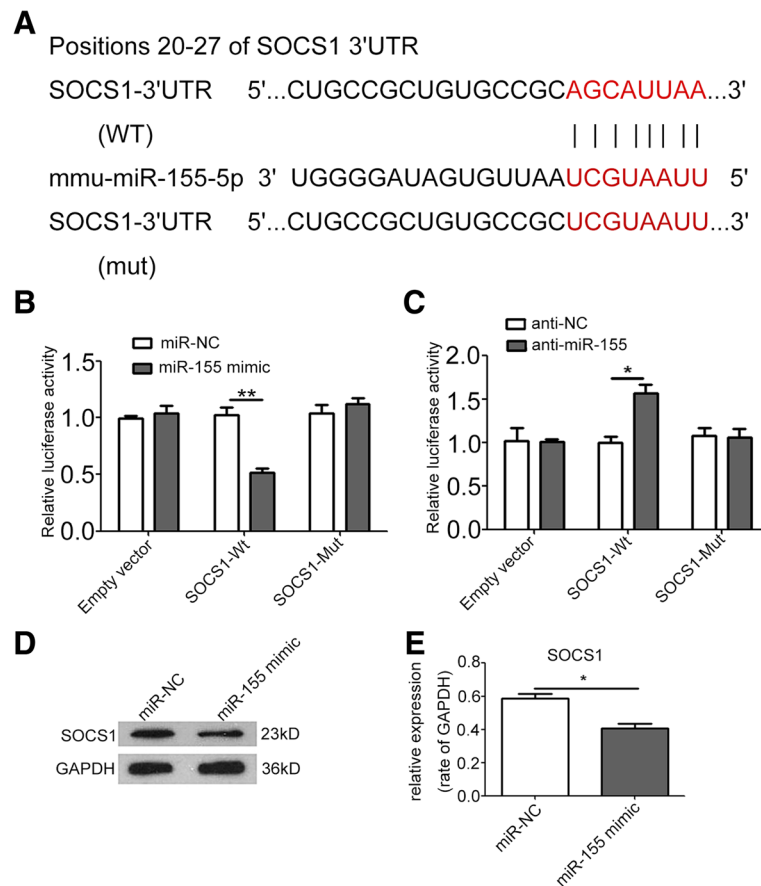 A
Positions 20-27 of SOCS1 3'UTR
SOCS1-3'UTR 5'...CUGCCGCUGUGCCGCAGCAUUAA...3'
(WT)
mmu-miR-155-5p 3' UGGGGAUAGUGUUAAUCGUAAUU 5'
SOCS1-3'UTR 5'...CUGCCGCUGUGCCGCUCGUAAUU...3'
(mut)
B
miR-NC
miR-155 mimic
Relative luciferase activity
1.5
1.0
0.5
0.0
**
Empty vector
SOCS1-Wt
SOCS1-Mut
C
anti-NC
anti-miR-155
Relative luciferase activity
2.0
1.5
1.0
0.5
0.0
*
Empty vector
SOCS1-Wt
SOCS1-Mut
D
miR-NC
miR-155 mimic
SOCS1 23kD
GAPDH 36kD
E
SOCS1
relative expression
(rate of GAPDH)
0.8
0.6
0.4
0.2
0.0
*
miR-NC
miR-155 mimic